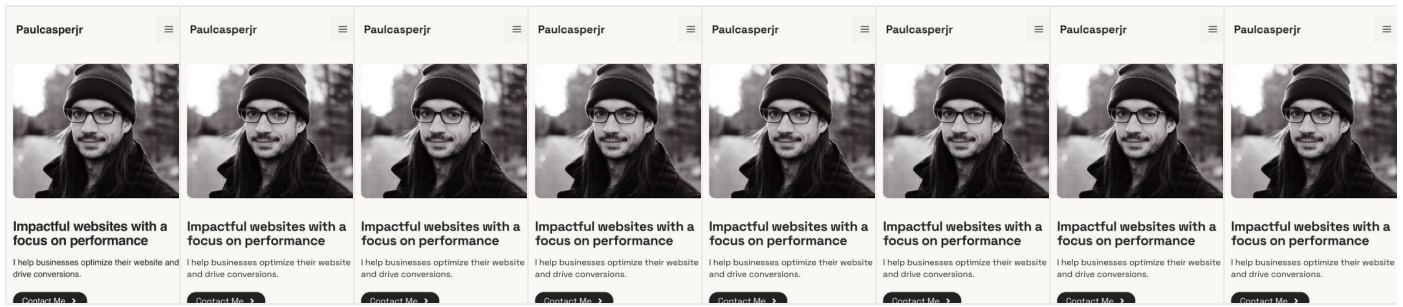 Paulcasperjr Paulcasperjr Paulcasperjr Paulcasperjr Paulcasperjr Paulcasperjr Paulcasperjr Paulcasperjr
Impactful websites with a Impactful websites with a Impactful websites with a Impactful websites with a Impactful websites with a Impactful websites with a Impactful websites with a Impactful websites with a
focus on performance focus on performance focus on performance focus on performance focus on performance focus on performance focus on performance focus on performance
I help businesses optimize their website and I help businesses optimize their website I help businesses optimize their website I help businesses optimize their website I help businesses optimize their website I help businesses optimize their website I help businesses optimize their website I help businesses optimize their website
drive conversions. and drive conversions. and drive conversions. and drive conversions. and drive conversions. and drive conversions. and drive conversions. and drive conversions.
Contact Me Contact Me Contact Me Contact Me Contact Me Contact Me Contact Me Contact Me